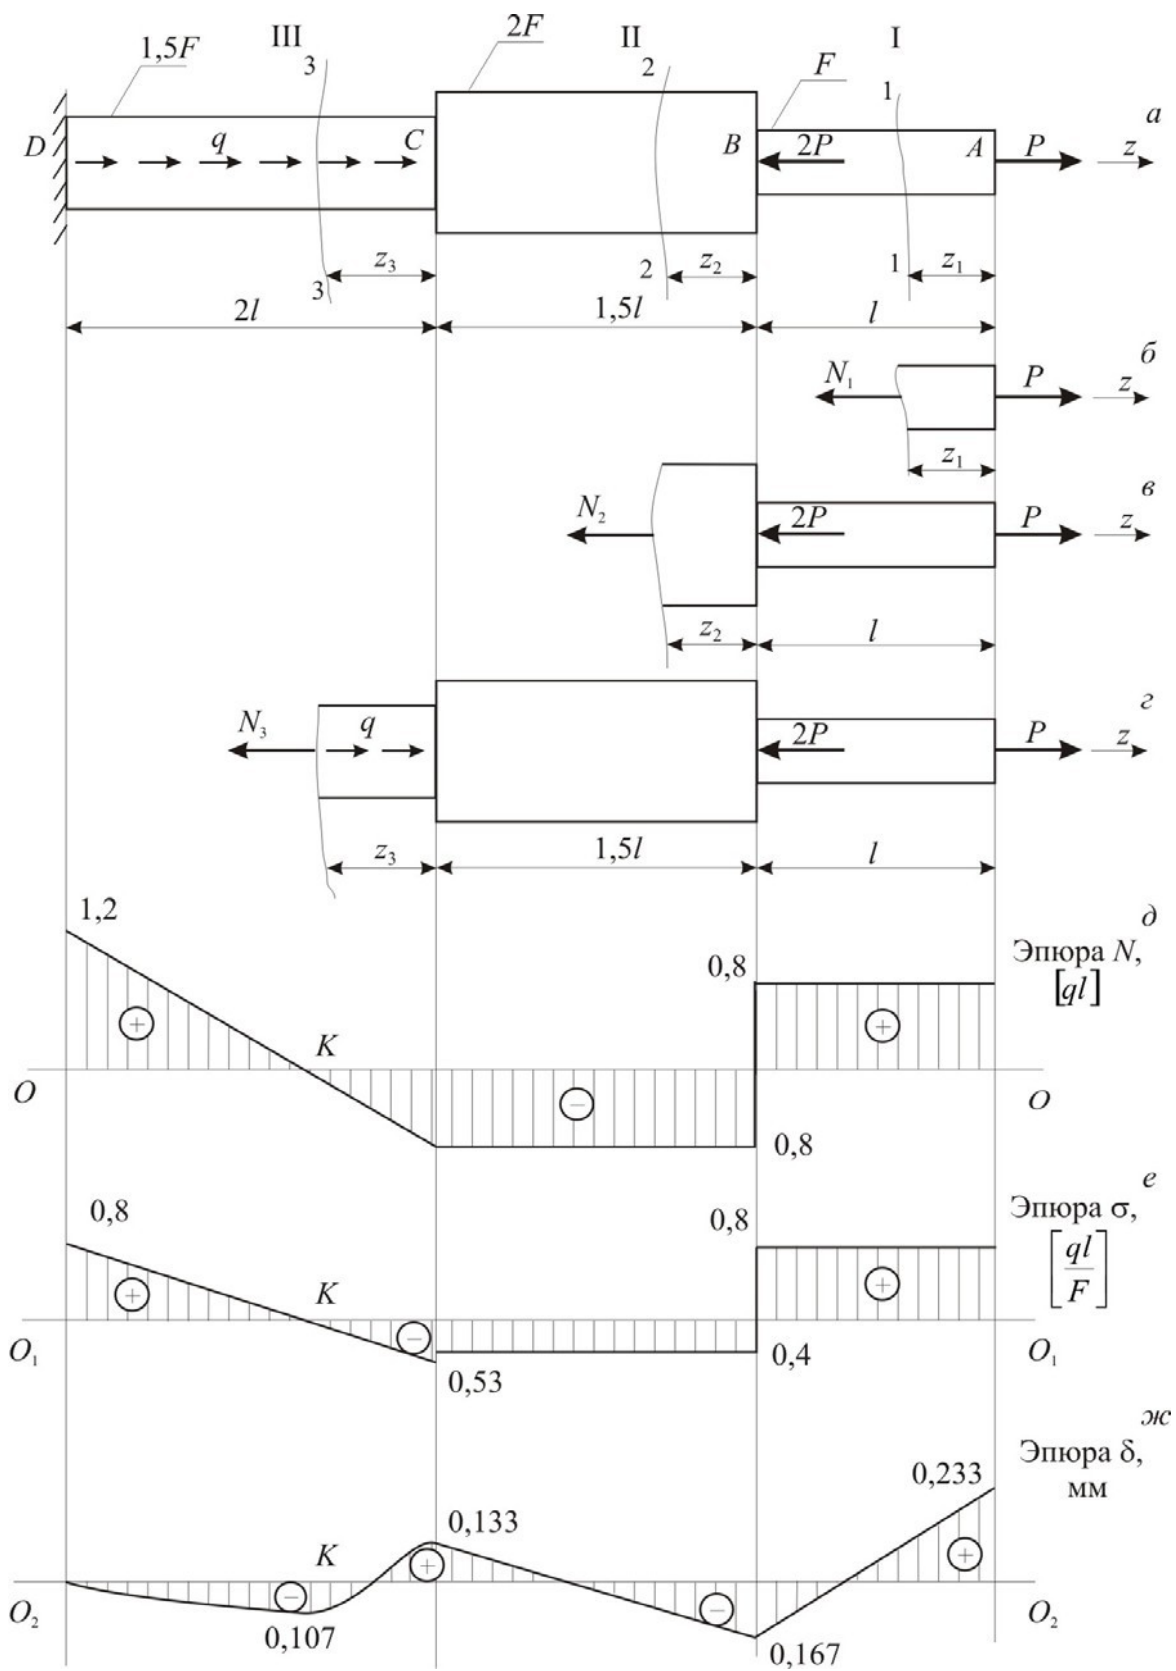 III
II
I
1,5F
2F
F
3
2
1
а
D
q
C
B
2P
A
P
z
3
z₃
2
z₂
1
z₁
2l
1,5l
l
б
N₁
P
z
z₁
в
N₂
2P
P
z
z₂
l
г
N₃
q
2P
P
z
z₃
1,5l
l
д
1,2
Эпюра N,
[ql]
0,8
+
K
+
O
−
O
0,8
е
0,8
0,8
Эпюра σ,
[ql/F]
+
K
−
+
O₁
0,53
0,4
O₁
ж
Эпюра δ,
мм
0,233
0,133
K
−
+
−
+
O₂
0,107
0,167
O₂